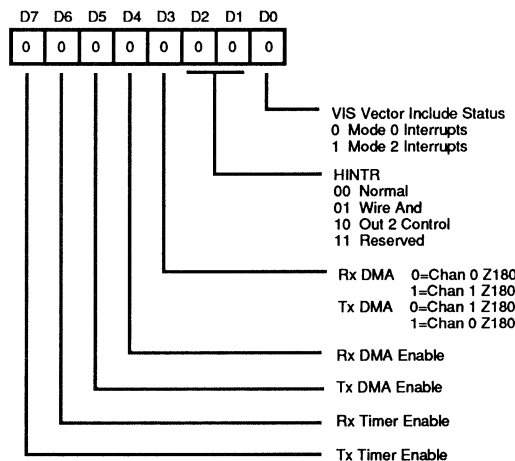 D7 D6 D5 D4 D3 D2 D1 D0
0 0 0 0 0 0 0 0
VIS Vector Include Status
0 Mode 0 Interrupts
1 Mode 2 Interrupts
HINTR
00 Normal
01 Wire And
10 Out 2 Control
11 Reserved
Rx DMA 0=Chan 0 Z180
1=Chan 1 Z180
Tx DMA 0=Chan 1 Z180
1=Chan 0 Z180
Rx DMA Enable
Tx DMA Enable
Rx Timer Enable
Tx Timer Enable